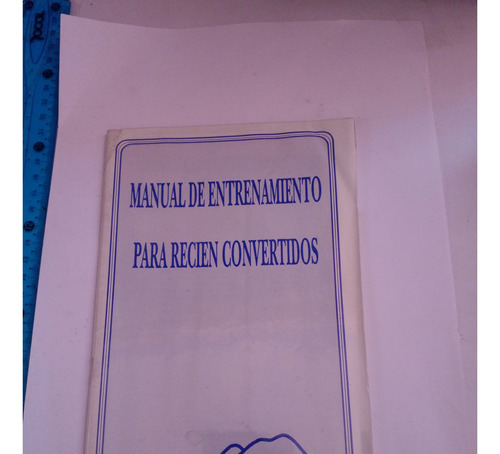 MANUAL DE ENTRENAMIENTO
PARA RECIEN CONVERTIDOS